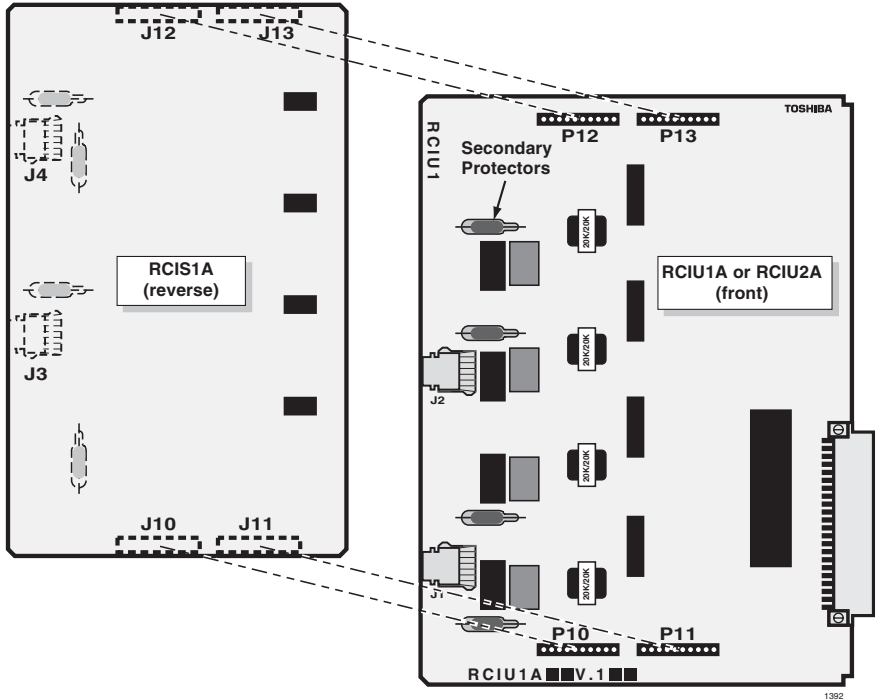 J12 J13
J4
RCIS1A
(reverse)
J3
J10 J11
TOSHIBA
RCIU1
P12 P13
Secondary
Protectors
20K/20K
RCIU1A or RCIU2A
(front)
20K/20K
J2
20K/20K
20K/20K
J1
P10 P11
RCIU1A V.1
1392